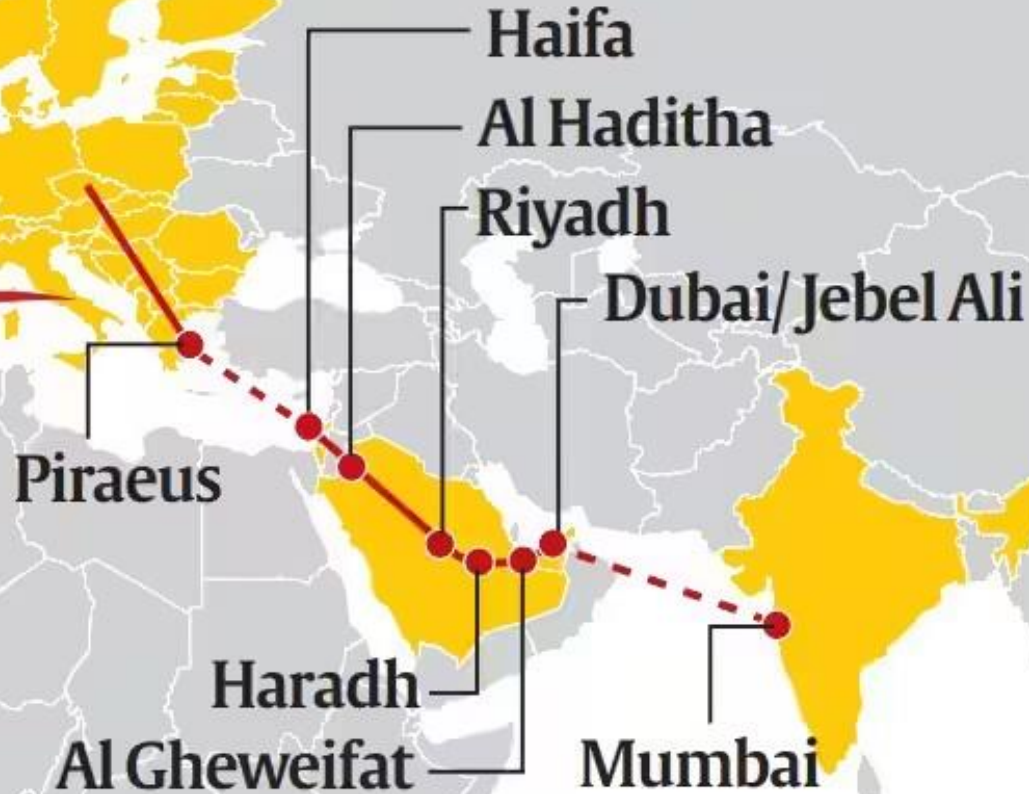 Haifa
Al Haditha
Riyadh
Dubai/ Jebel Ali
Piraeus
Haradh
Al Gheweifat
Mumbai